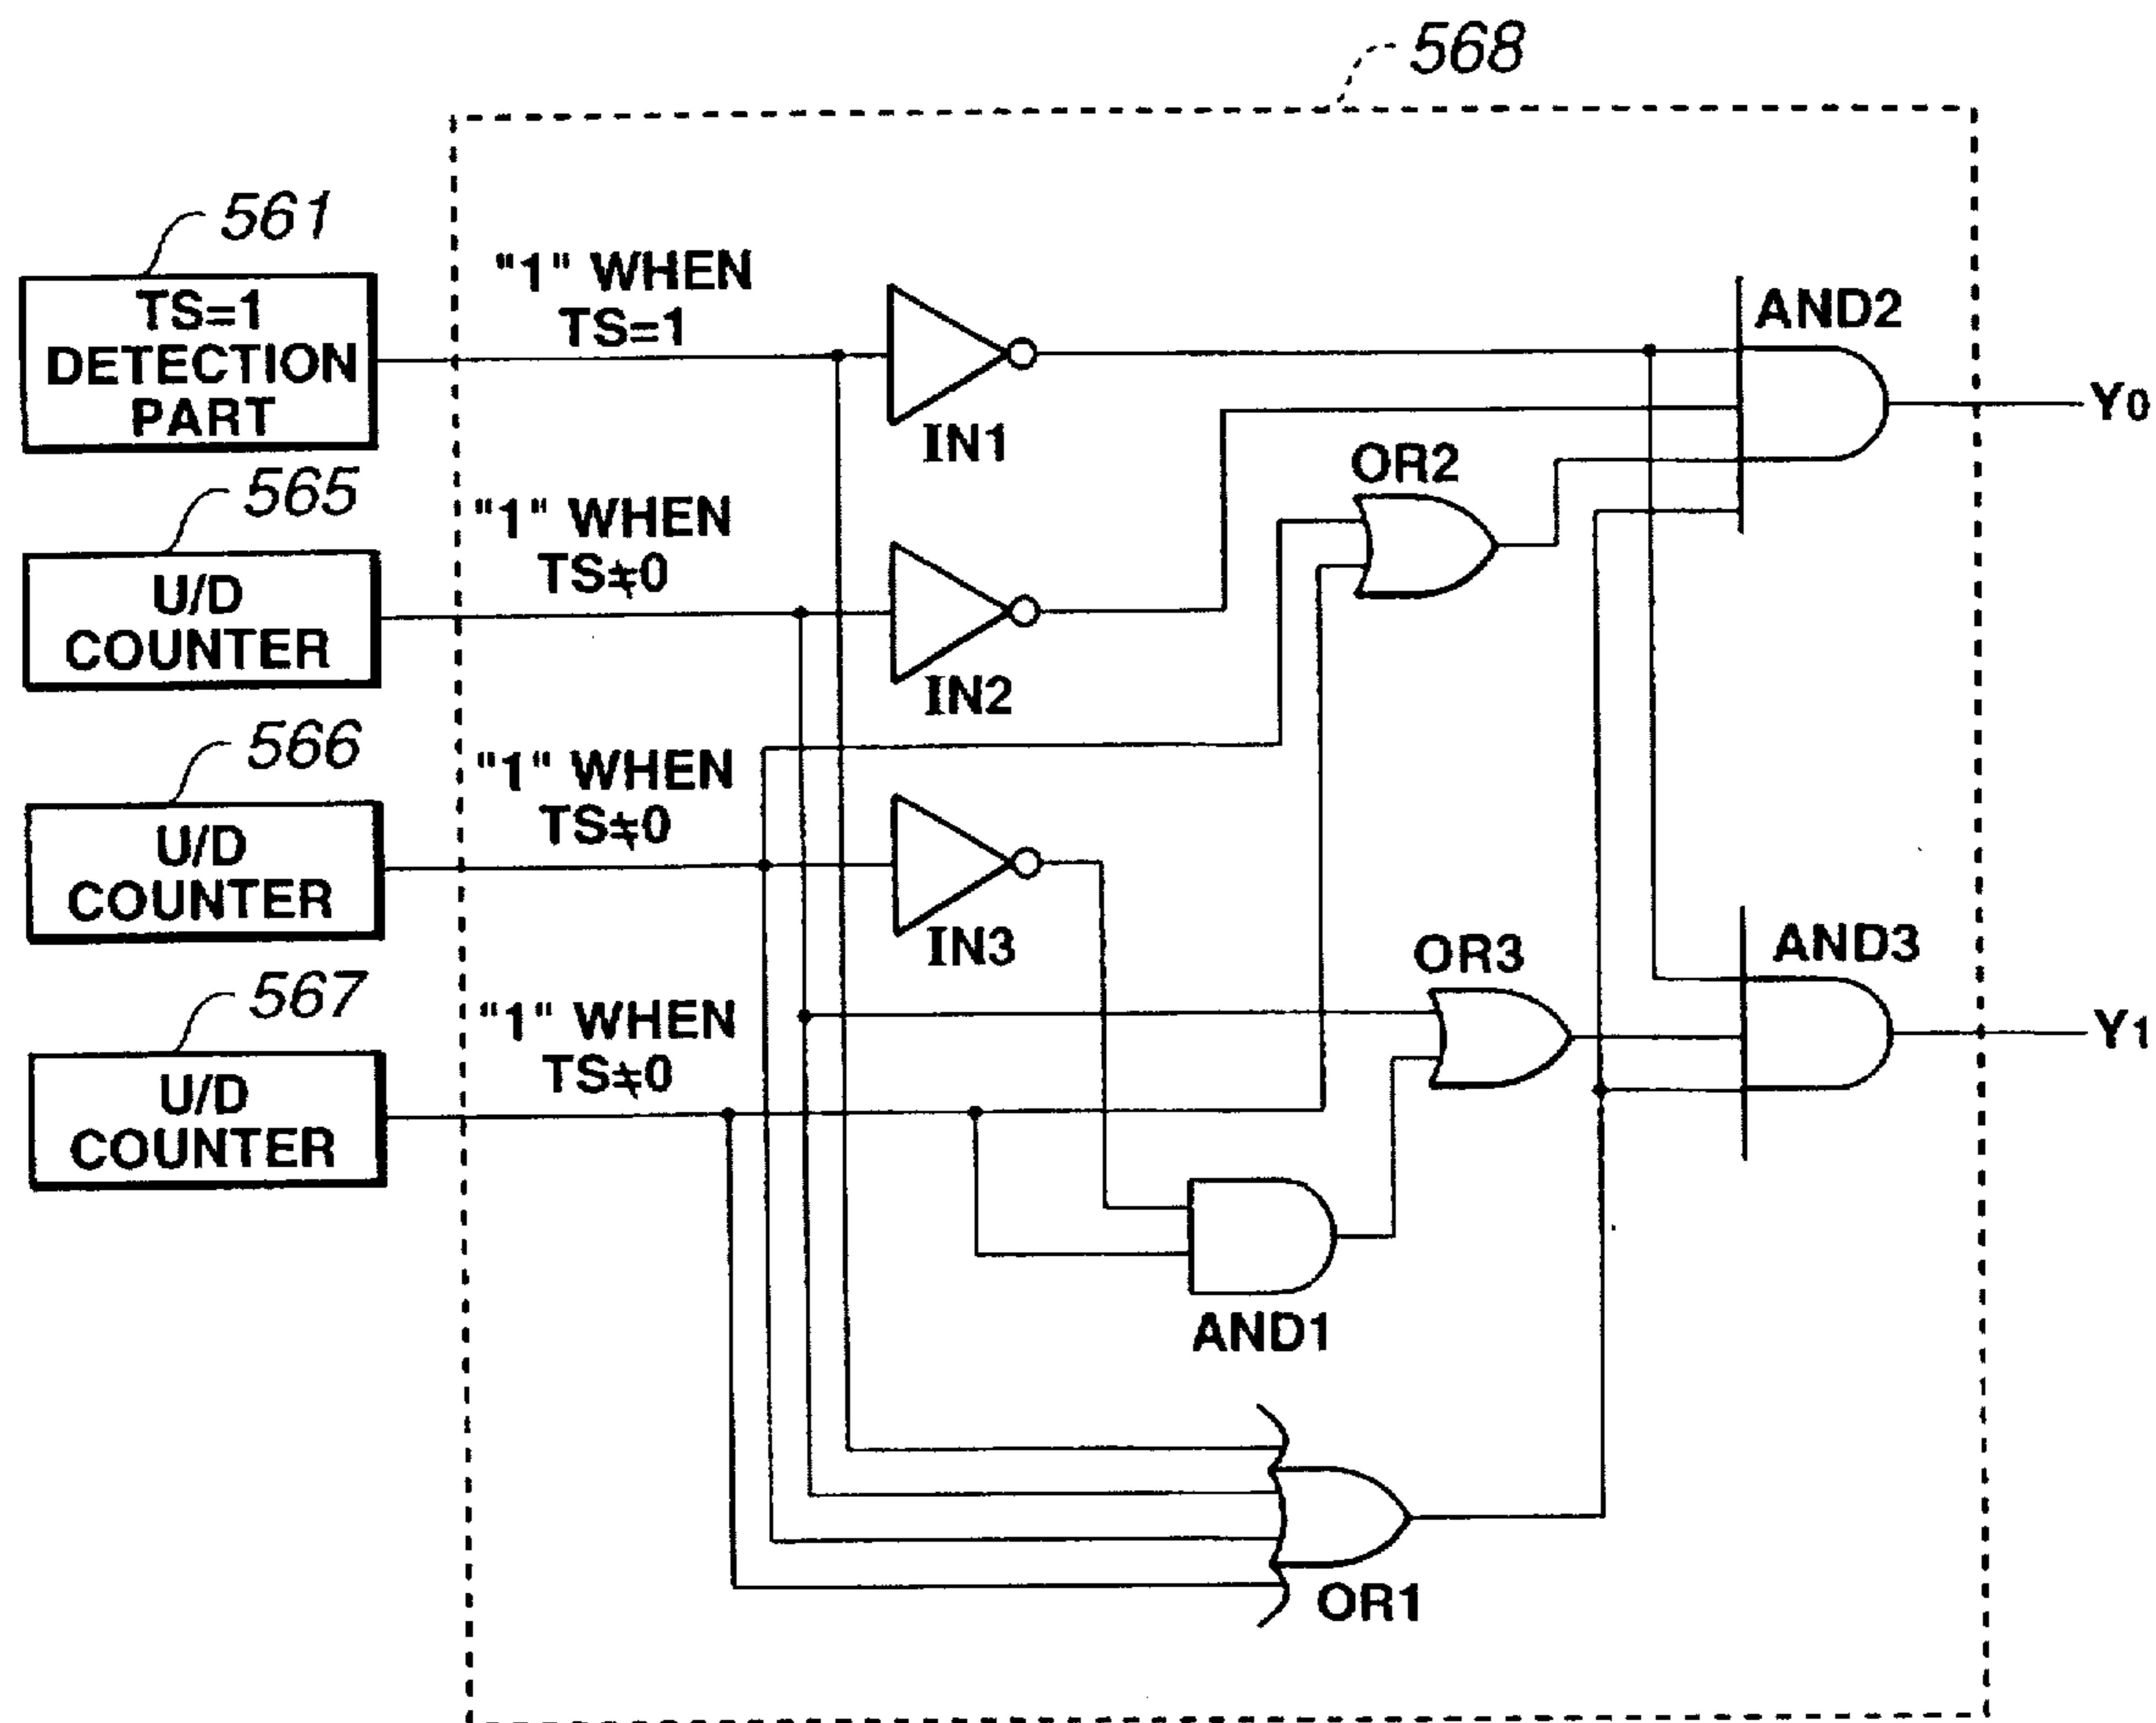 568
561
TS=1
DETECTION
PART
"1" WHEN
TS=1
IN1
AND2
Y0
565
U/D
COUNTER
"1" WHEN
TS≠0
IN2
OR2
566
U/D
COUNTER
"1" WHEN
TS≠0
IN3
567
U/D
COUNTER
"1" WHEN
TS≠0
OR3
AND3
Y1
AND1
OR1